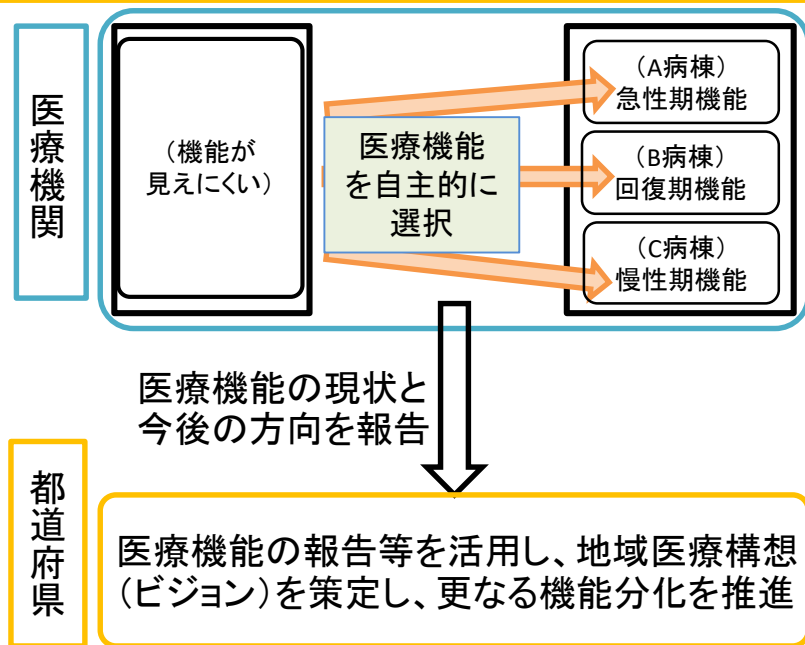 医療機関
(機能が
見えにくい)
医療機能
を自主的に
選択
(A病棟)
急性期機能
(B病棟)
回復期機能
(C病棟)
慢性期機能
医療機能の現状と
今後の方向を報告
都道府県
医療機能の報告等を活用し、地域医療構想
(ビジョン)を策定し、更なる機能分化を推進